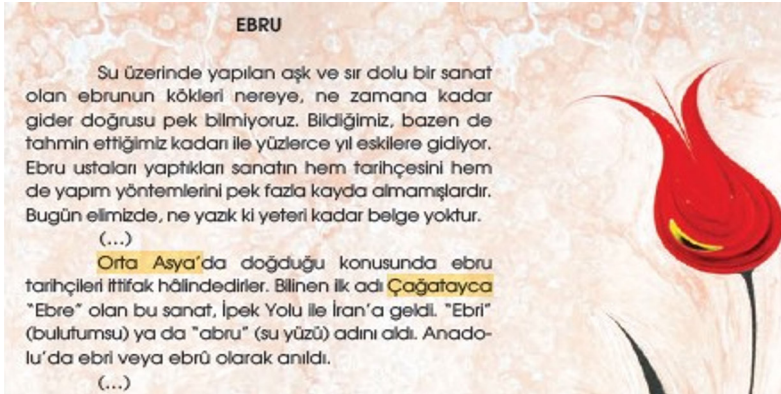 EBRU
Su üzerinde yapılan aşk ve sır dolu bir sanat
olan ebrunun kökleri nereye, ne zamana kadar
gider doğrusu pek bilmiyoruz. Bildiğimiz, bazen de
tahmin ettiğimiz kadarı ile yüzlerce yıl eskilere gidiyor.
Ebru ustaları yaptıkları sanatın hem tarihçesini hem
de yapım yöntemlerini pek fazla kayda almamışlardır.
Bugün elimizde, ne yazık ki yeteri kadar belge yoktur.
(...)
Orta Asya'da doğduğu konusunda ebru
tarihçileri ittifak hâlindedirler. Bilinen ilk adı Çağatayca
"Ebre" olan bu sanat, İpek Yolu ile İran'a geldi. "Ebri"
(bulutumsu) ya da "abru" (su yüzü) adını aldı. Anado-
lu'da ebri veya ebrû olarak anıldı.
(...)